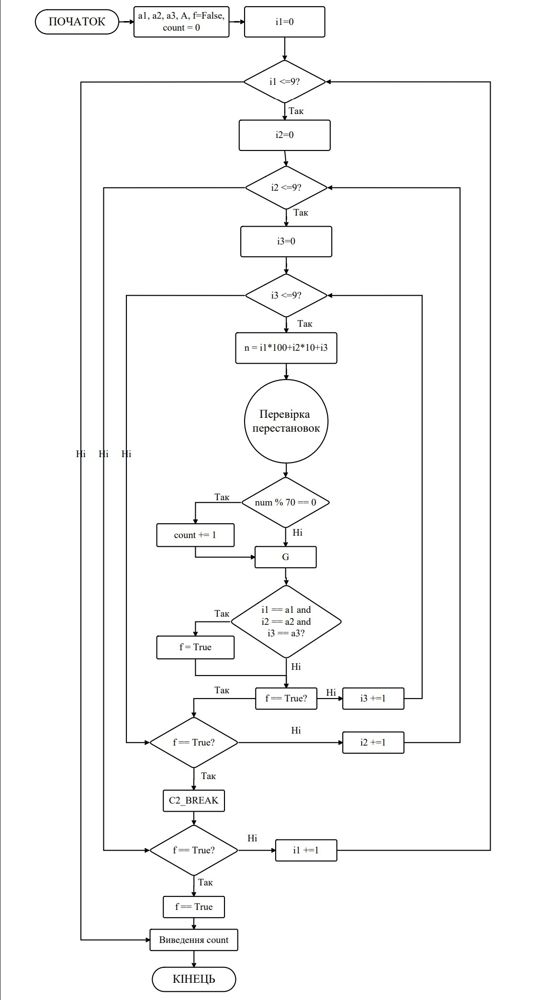 ПОЧАТОК
a1, a2, a3, A, f=False,
count = 0
i1=0
i1 <=9?
Так
i2=0
i2 <=9?
Так
i3=0
i3 <=9?
Так
n = i1*100+i2*10+i3
Перевірка
перестановок
Ні
Ні
Ні
Так
num % 70 == 0
count += 1
Ні
G
Так
i1 == a1 and
i2 == a2 and
i3 == a3?
f = True
Ні
Так
f == True?
Ні
i3 +=1
Ні
f == True?
i2 +=1
Так
C2_BREAK
Ні
f == True?
i1 +=1
Так
f == True
Виведення count
КІНЕЦЬ